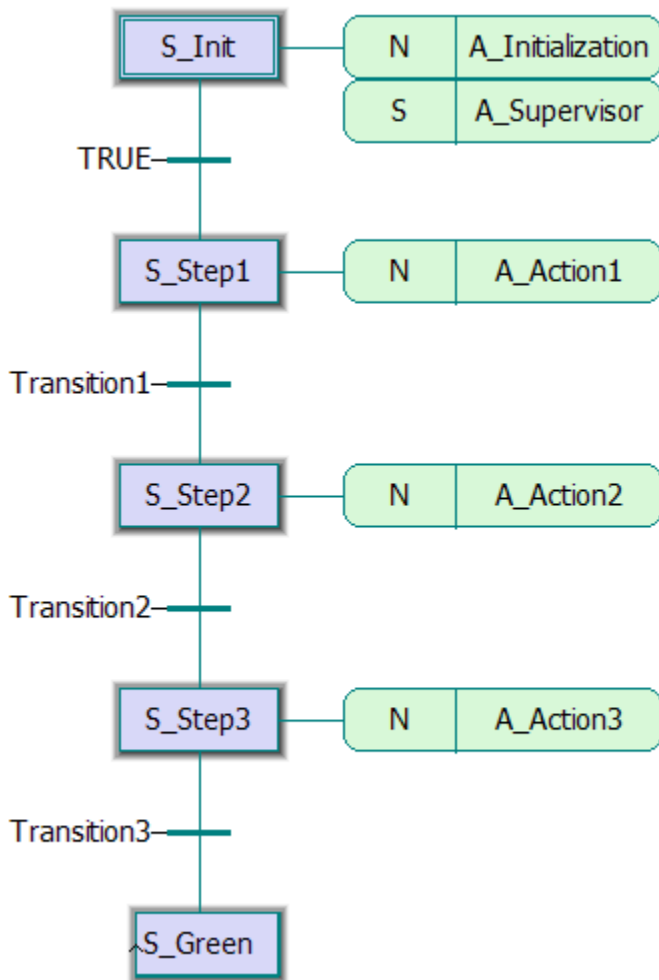 S_Init N A_Initialization
S A_Supervisor
TRUE
S_Step1 N A_Action1
Transition1
S_Step2 N A_Action2
Transition2
S_Step3 N A_Action3
Transition3
S_Green